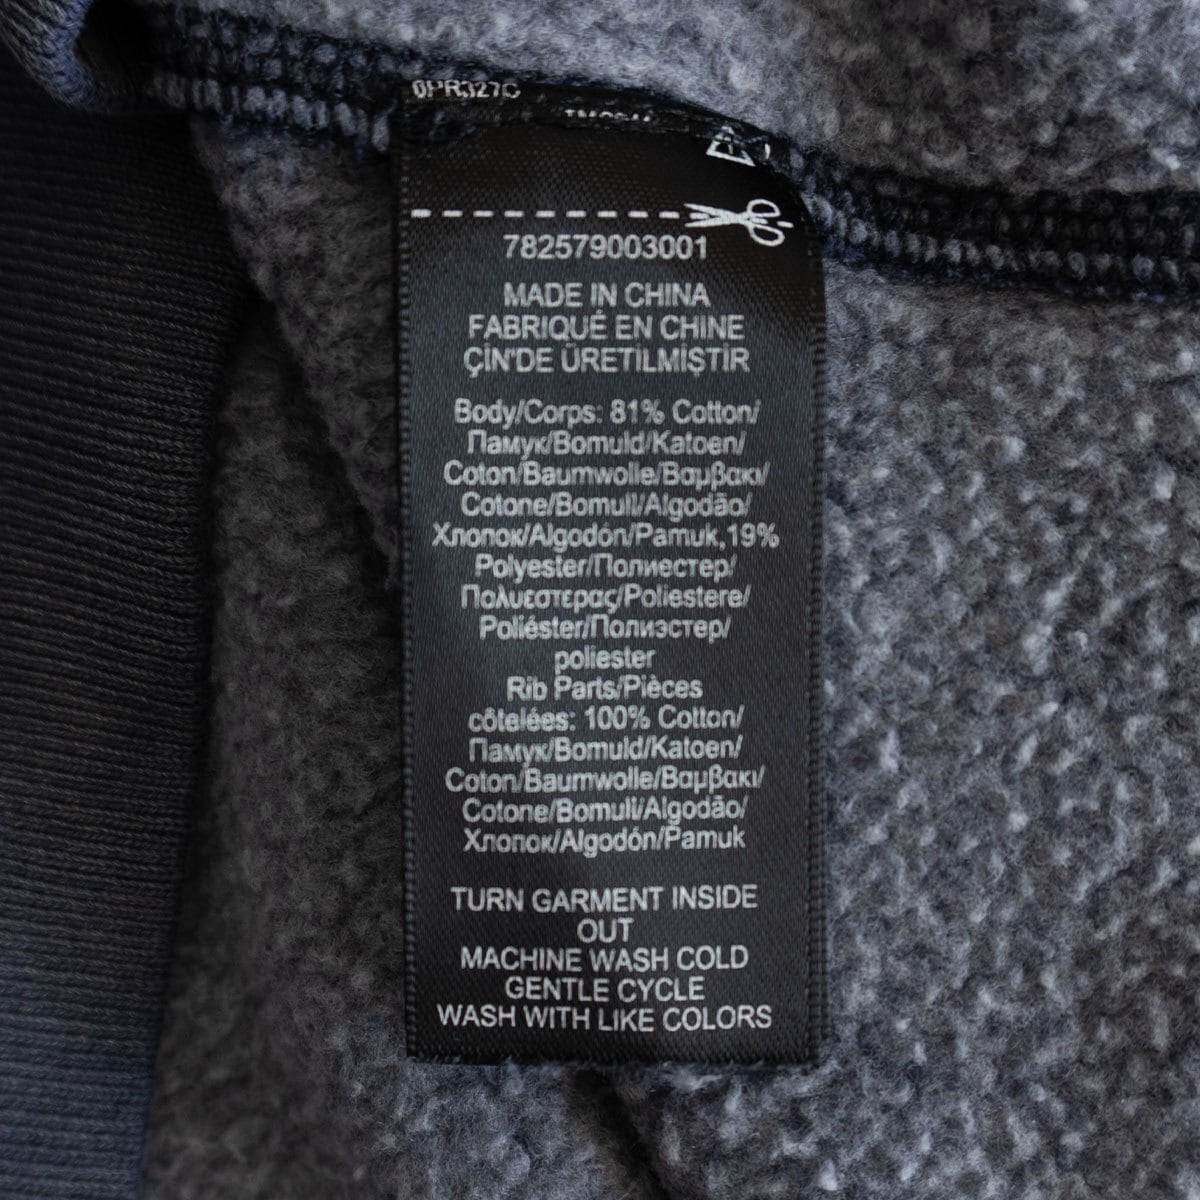 782579003001
MADE IN CHINA
FABRIQUÉ EN CHINE
ÇİN'DE ÜRETILMIŞTIR
Body/Corps: 81% Cotton/
Памук/Bomuld/Katoen/
Coton/Baumwolle/Βαμβακι/
Cotone/Bomull/Algodão/
Хлопок/Algodón/Pamuk,19%
Polyester/Полиестер/
Πολυεστερας/Poliestere/
Poliéster/Полиэстер/
poliester
Rib Parts/Pièces
côtelées: 100% Cotton/
Памук/Bomuld/Katoen/
Coton/Baumwolle/Βαμβακι/
Cotone/Bomull/Algodão/
Хлопок/Algodón/Pamuk
TURN GARMENT INSIDE
OUT
MACHINE WASH COLD
GENTLE CYCLE
WASH WITH LIKE COLORS